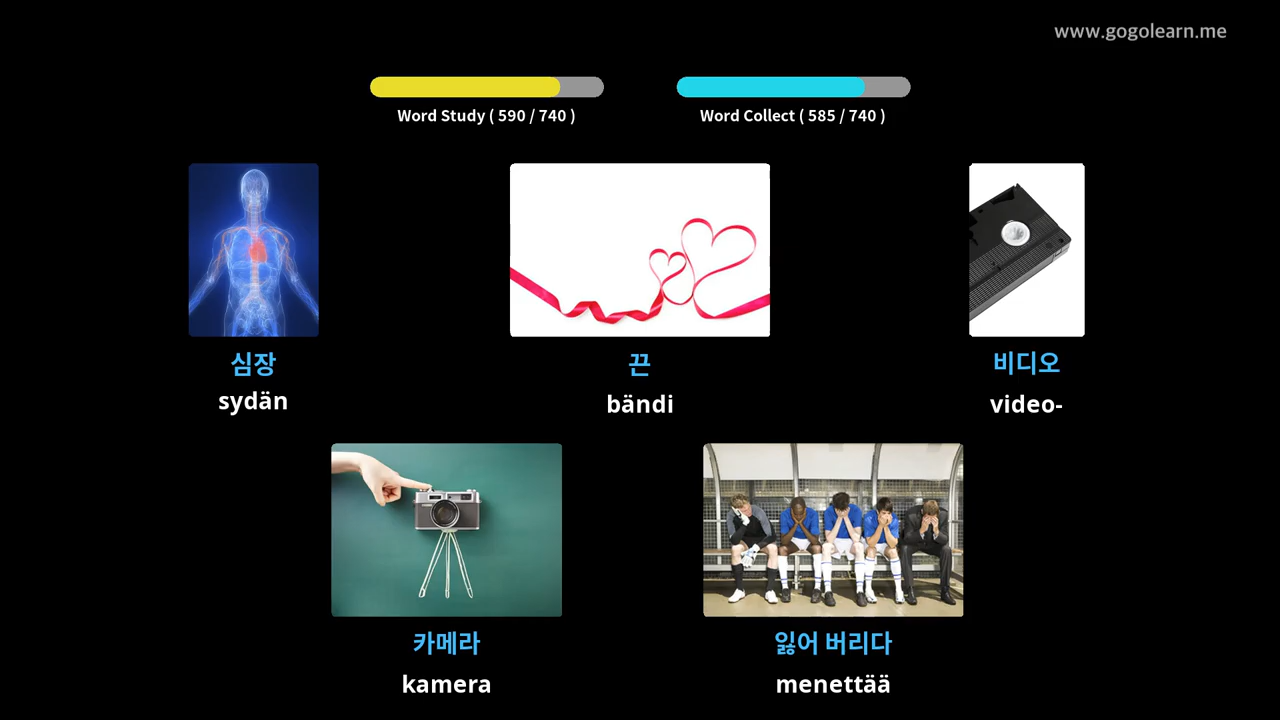 www.gogolearn.me
Word Study ( 590 / 740 )
Word Collect ( 585 / 740 )
심장
sydän
끈
bändi
비디오
video-
카메라
kamera
잃어 버리다
menettää